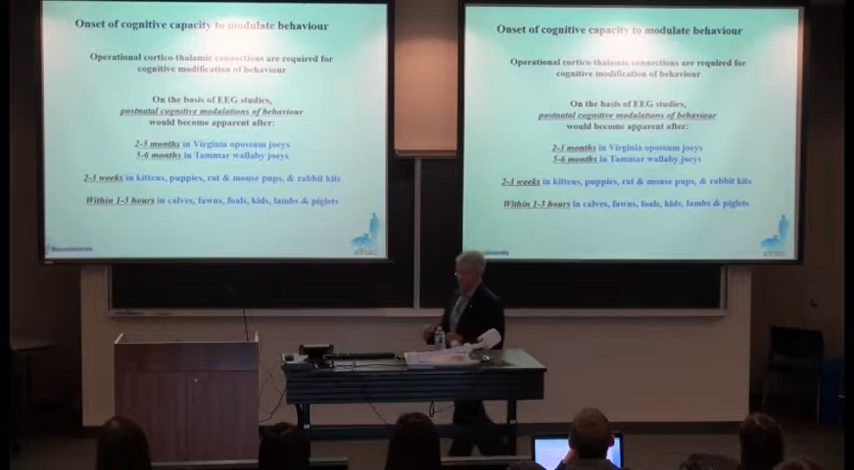 Onset of cognitive capacity to modulate behaviour
Operational cortico-thalamic connections are required for
cognitive modification of behaviour
On the basis of EEG studies,
postnatal cognitive modulations of behaviour
would become apparent after:
2-3 months in Virginia opossum joeys
5-6 months in Tammar wallaby joeys
2-3 weeks in kittens, puppies, rat & mouse pups, & rabbit kits
Within 1-3 hours in calves, fawns, foals, kids, lambs & piglets
Onset of cognitive capacity to modulate behaviour
Operational cortico-thalamic connections are required for
cognitive modification of behaviour
On the basis of EEG studies,
postnatal cognitive modulations of behaviour
would become apparent after:
2-3 months in Virginia opossum joeys
5-6 months in Tammar wallaby joeys
2-3 weeks in kittens, puppies, rat & mouse pups, & rabbit kits
Within 1-3 hours in calves, fawns, foals, kids, lambs & piglets